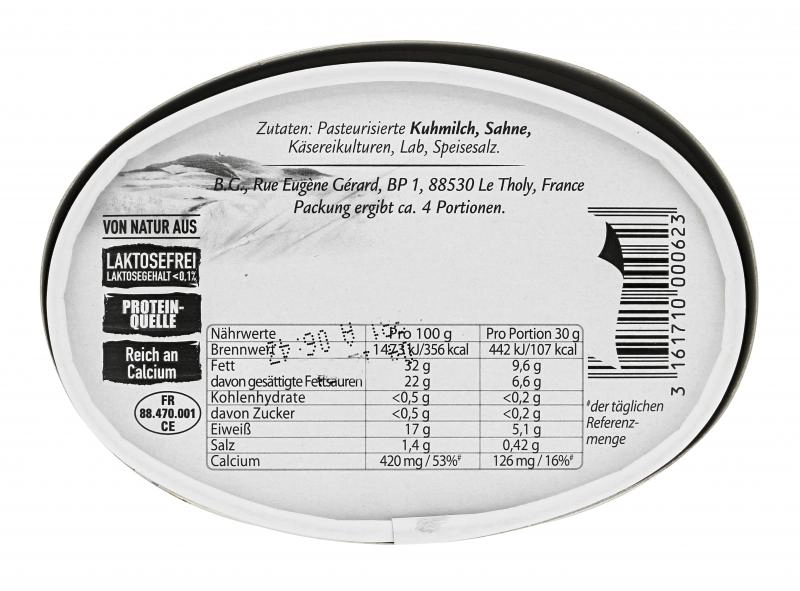 Zutaten: Pasteurisierte Kuhmilch, Sahne,
Käsereikulturen, Lab, Speisesalz.
B.G., Rue Eugène Gérard, BP 1, 88530 Le Tholy, France
Packung ergibt ca. 4 Portionen.
VON NATUR AUS
LAKTOSEFREI
LAKTOSEGEHALT <0,1%
PROTEIN-
QUELLE
Reich an
Calcium
FR
88.470.001
CE
Nährwerte Pro 100 g Pro Portion 30 g
Brennwert 1473 kJ/356 kcal 442 kJ/107 kcal
Fett 32 g 9,6 g
davon gesättigte Fettsäuren 22 g 6,6 g
Kohlenhydrate <0,5 g <0,2 g
davon Zucker <0,5 g <0,2 g
Eiweiß 17 g 5,1 g
Salz 1,4 g 0,42 g
Calcium 420 mg / 53%# 126 mg / 16%#
#der täglichen
Referenz-
menge
3 161710 000623